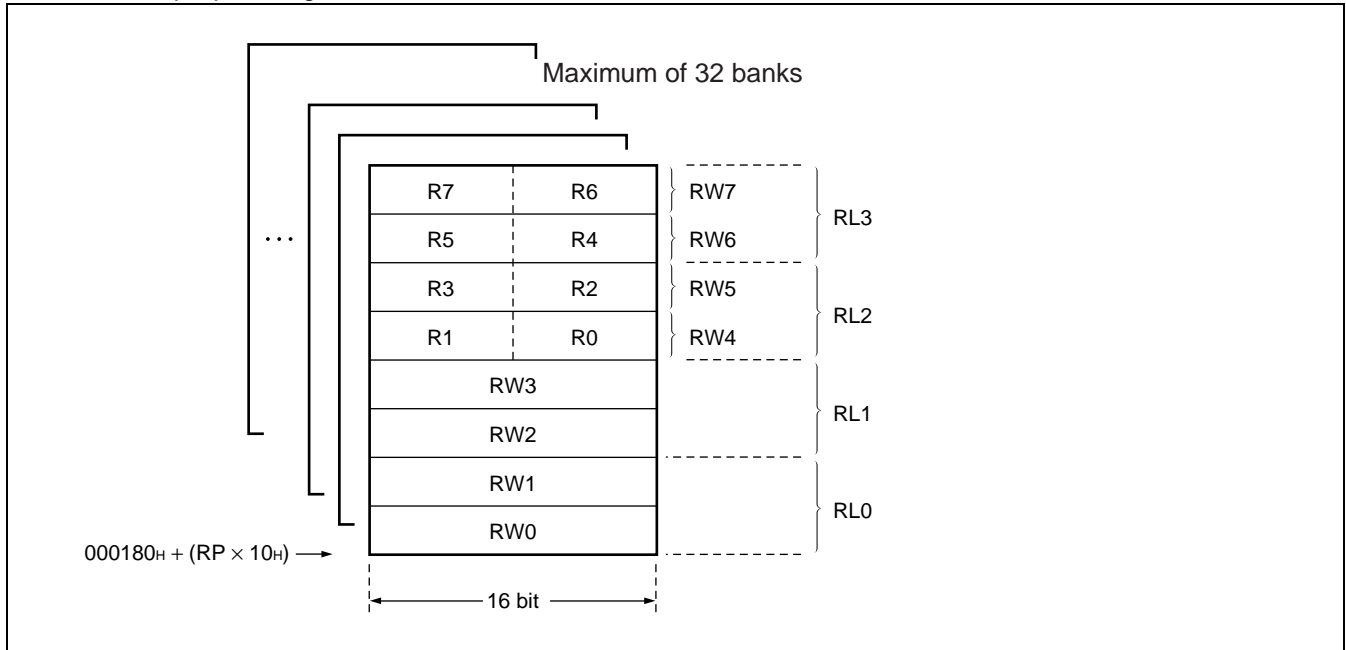 Maximum of 32 banks
R7 R6 RW7
RL3
R5 R4 RW6
...
R3 R2 RW5
RL2
R1 R0 RW4
RW3
RL1
RW2
RW1
RL0
RW0
000180H + (RP × 10H)
16 bit